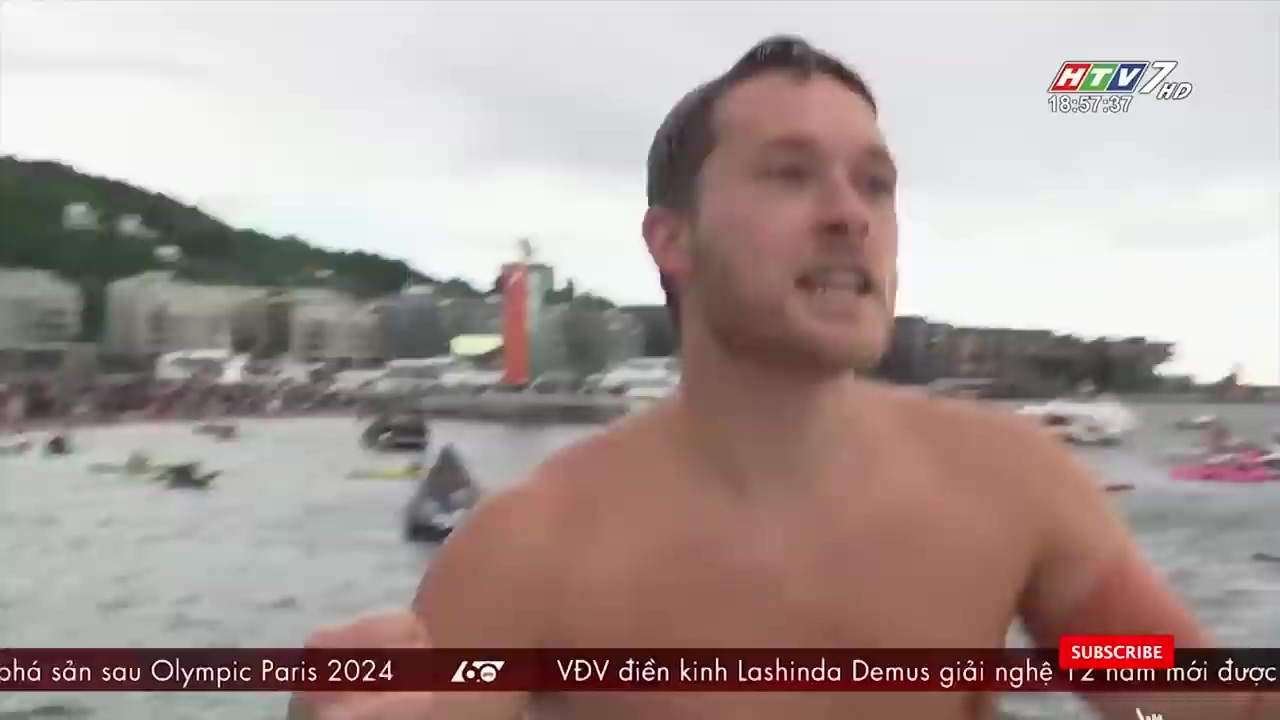 HTV7 HD
18:57:37
SUBSCRIBE
phá sản sau Olympic Paris 2024 60 VĐV điền kinh Lashinda Demus giải nghệ 12 năm mới được